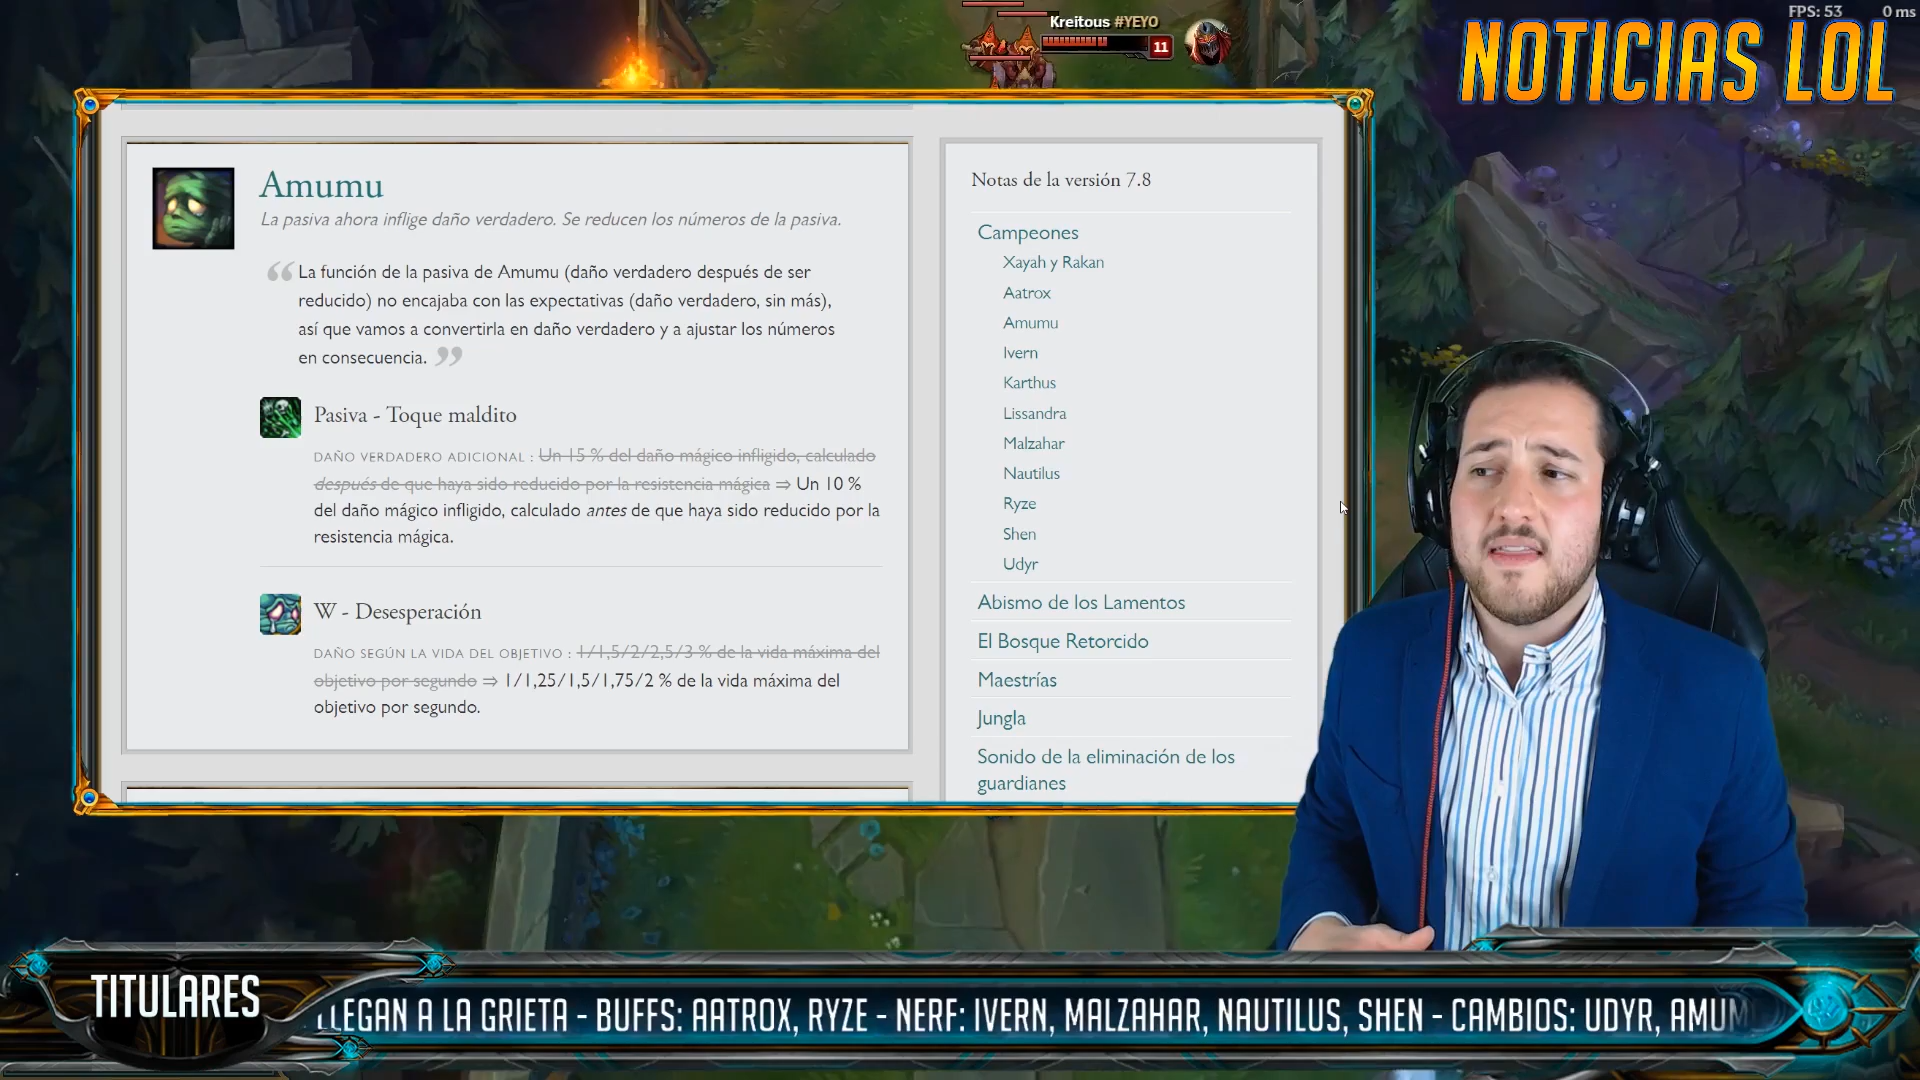 FPS: 53 0 ms
Kreitous #YEYO
11
NOTICIAS LOL
Amumu
La pasiva ahora inflige daño verdadero. Se reducen los números de la pasiva.
“ La función de la pasiva de Amumu (daño verdadero después de ser
reducido) no encajaba con las expectativas (daño verdadero, sin más),
así que vamos a convertirla en daño verdadero y a ajustar los números
en consecuencia. ”
Pasiva - Toque maldito
DAÑO VERDADERO ADICIONAL : Un 15 % del daño mágico infligido, calculado
después de que haya sido reducido por la resistencia mágica ⇒ Un 10 %
del daño mágico infligido, calculado antes de que haya sido reducido por la
resistencia mágica.
W - Desesperación
DAÑO SEGÚN LA VIDA DEL OBJETIVO : 1/1,5/2/2,5/3 % de la vida máxima del
objetivo por segundo ⇒ 1/1,25/1,5/1,75/2 % de la vida máxima del
objetivo por segundo.
Notas de la versión 7.8
Campeones
Xayah y Rakan
Aatrox
Amumu
Ivern
Karthus
Lissandra
Malzahar
Nautilus
Ryze
Shen
Udyr
Abismo de los Lamentos
El Bosque Retorcido
Maestrías
Jungla
Sonido de la eliminación de los
guardianes
TITULARES
LLEGAN A LA GRIETA - BUFFS: AATROX, RYZE - NERF: IVERN, MALZAHAR, NAUTILUS, SHEN - CAMBIOS: UDYR, AMUM